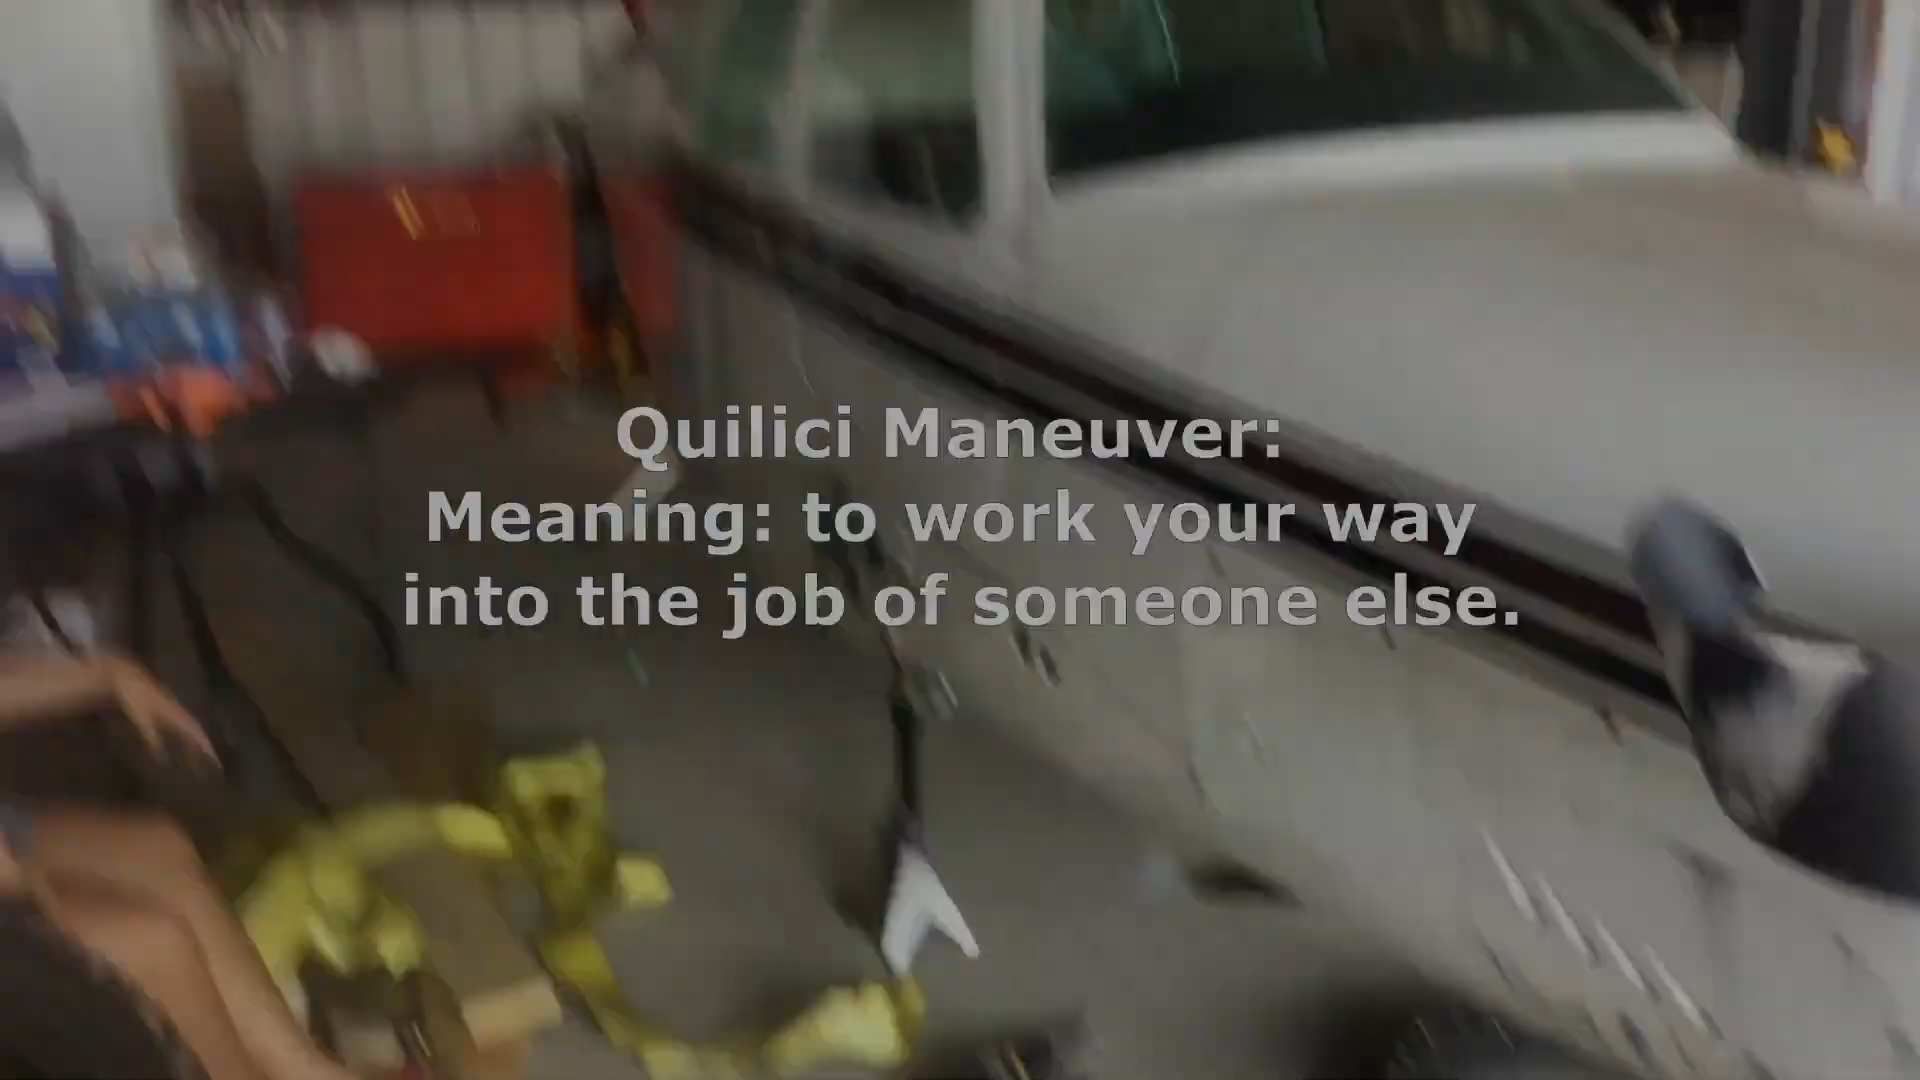 Quilici Maneuver:
Meaning: to work your way
into the job of someone else.